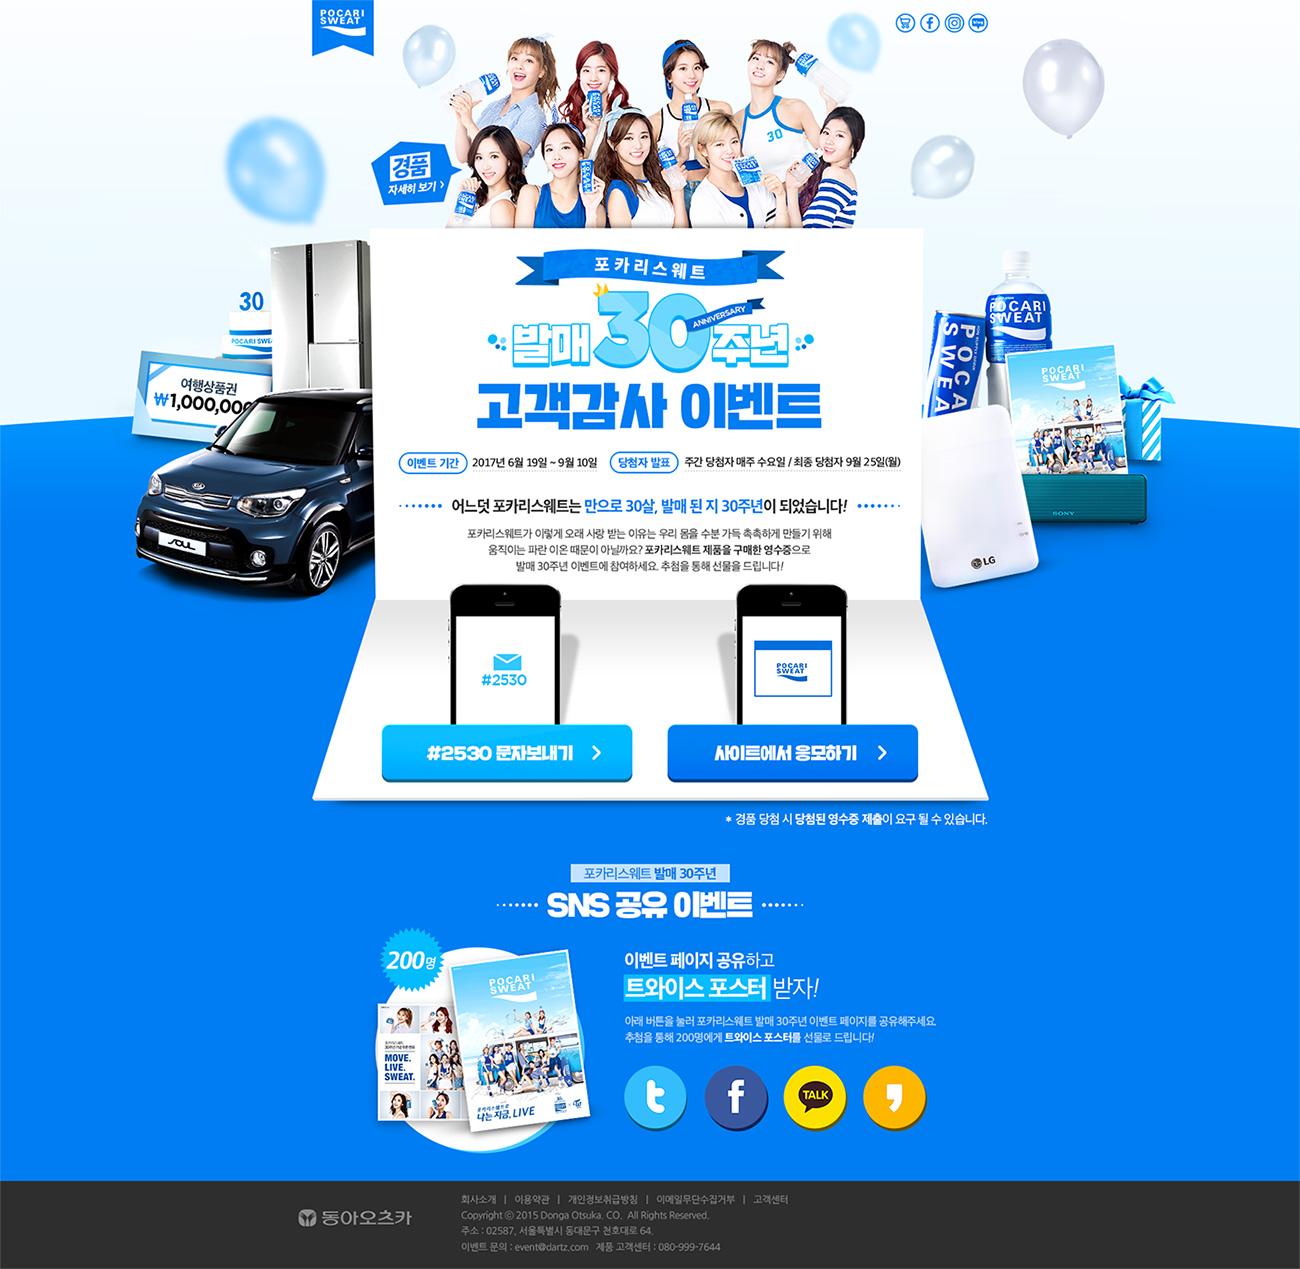 POCARI
SWEAT
경품
자세히 보기 >
포카리스웨트
발매 30주년
ANNIVERSARY
고객감사 이벤트
30
30
POCARI SWEAT
여행상품권
₩1,000,000
SOUL
POCARI
SWEAT
POCARI
SWEAT
POCARI
SWEAT
SONY
LG
이벤트 기간 2017년 6월 19일 ~ 9월 10일 당첨자 발표 주간 당첨자 매주 수요일 / 최종 당첨자 9월 25일(월)
어느덧 포카리스웨트는 만으로 30살, 발매 된 지 30주년이 되었습니다!
포카리스웨트가 이렇게 오래 사랑 받는 이유는 우리 몸을 수분 가득 촉촉하게 만들기 위해
움직이는 파란 이온 때문이 아닐까요? 포카리스웨트 제품을 구매한 영수증으로
발매 30주년 이벤트에 참여하세요. 추첨을 통해 선물을 드립니다!
#2530
POCARI
SWEAT
#2530 문자보내기 >
사이트에서 응모하기 >
* 경품 당첨 시 당첨된 영수증 제출이 요구 될 수 있습니다.
포카리스웨트 발매 30주년
SNS 공유 이벤트
200명
POCARI
SWEAT
MOVE.
LIVE.
SWEAT.
포카리스웨트로
나는 지금, LIVE
이벤트 페이지 공유하고
트와이스 포스터 받자!
아래 버튼을 눌러 포카리스웨트 발매 30주년 이벤트 페이지를 공유해주세요.
추첨을 통해 200명에게 트와이스 포스터를 선물로 드립니다!
TALK
동아오츠카
회사소개 | 이용약관 | 개인정보취급방침 | 이메일무단수집거부 | 고객센터
Copyright ⓒ 2015 Donga Otsuka. CO. All Rights Reserved.
주소 : 02587, 서울특별시 동대문구 천호대로 64.
이벤트 문의 : event@dartz.com 제품 고객센터 : 080-999-7644